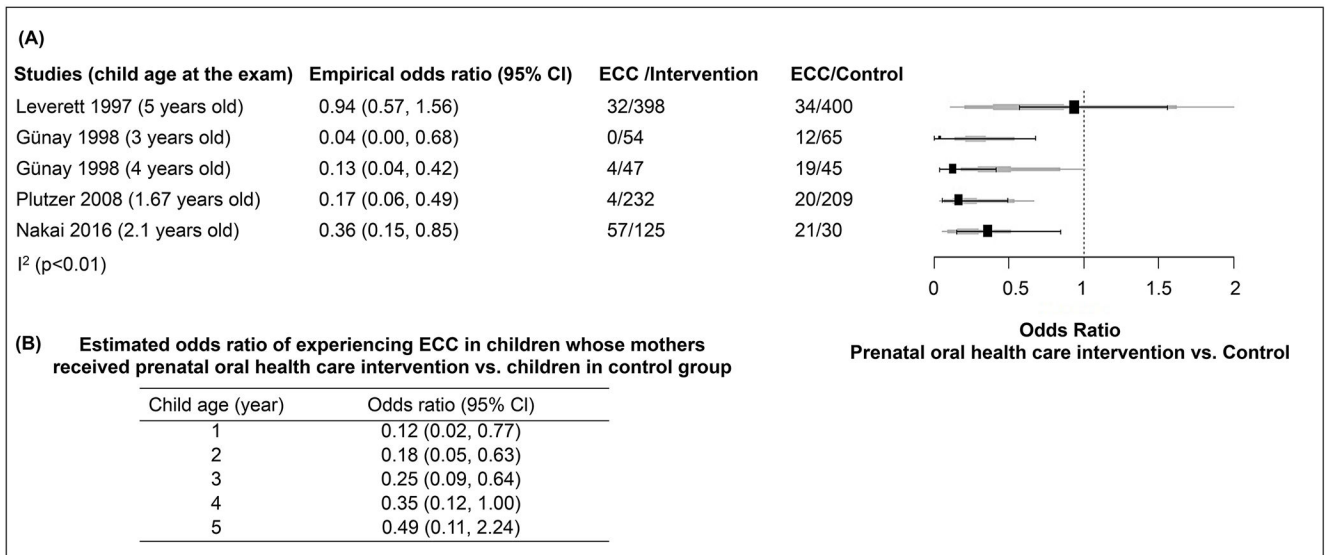 (A)
Studies (child age at the exam) Empirical odds ratio (95% CI) ECC /Intervention ECC/Control
Leverett 1997 (5 years old) 0.94 (0.57, 1.56) 32/398 34/400
Günay 1998 (3 years old) 0.04 (0.00, 0.68) 0/54 12/65
Günay 1998 (4 years old) 0.13 (0.04, 0.42) 4/47 19/45
Plutzer 2008 (1.67 years old) 0.17 (0.06, 0.49) 4/232 20/209
Nakai 2016 (2.1 years old) 0.36 (0.15, 0.85) 57/125 21/30
I² (p<0.01)
0 0.5 1 1.5 2
Odds Ratio
Prenatal oral health care intervention vs. Control
(B) Estimated odds ratio of experiencing ECC in children whose mothers
received prenatal oral health care intervention vs. children in control group
Child age (year) Odds ratio (95% CI)
1 0.12 (0.02, 0.77)
2 0.18 (0.05, 0.63)
3 0.25 (0.09, 0.64)
4 0.35 (0.12, 1.00)
5 0.49 (0.11, 2.24)